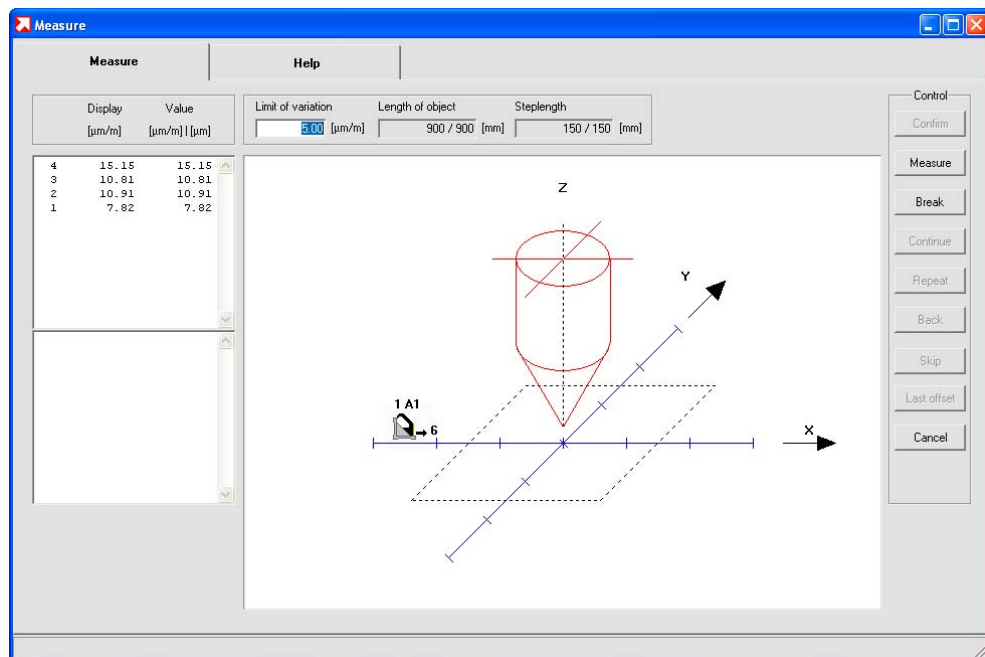 Measure
Measure Help
Display Value
[µm/m] [µm/m] | [µm]
Limit of variation Length of object Steplength
5.00 [µm/m] 900 / 900 [mm] 150 / 150 [mm]
4 15.15 15.15
3 10.81 10.81
2 10.91 10.91
1 7.82 7.82
Z
Y
1 A1
6
X
Control
Confirm
Measure
Break
Continue
Repeat
Back
Skip
Last offset
Cancel